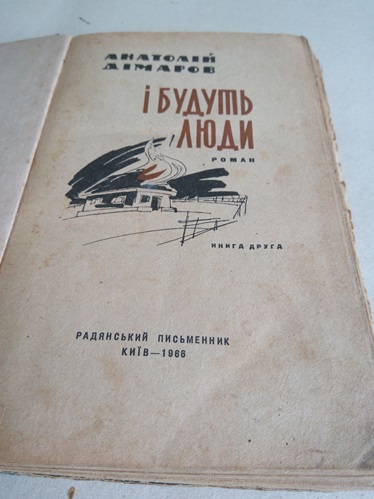 АНАТОЛІЙ
ДІМАРОВ
І БУДУТЬ
ЛЮДИ
РОМАН
КНИГА ДРУГА
РАДЯНСЬКИЙ ПИСЬМЕННИК
КИЇВ—1966